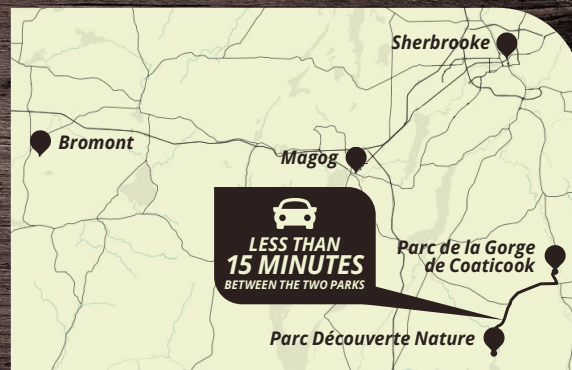 Sherbrooke
Bromont
Magog
LESS THAN
15 MINUTES
BETWEEN THE TWO PARKS
Parc de la Gorge
de Coaticook
Parc Découverte Nature